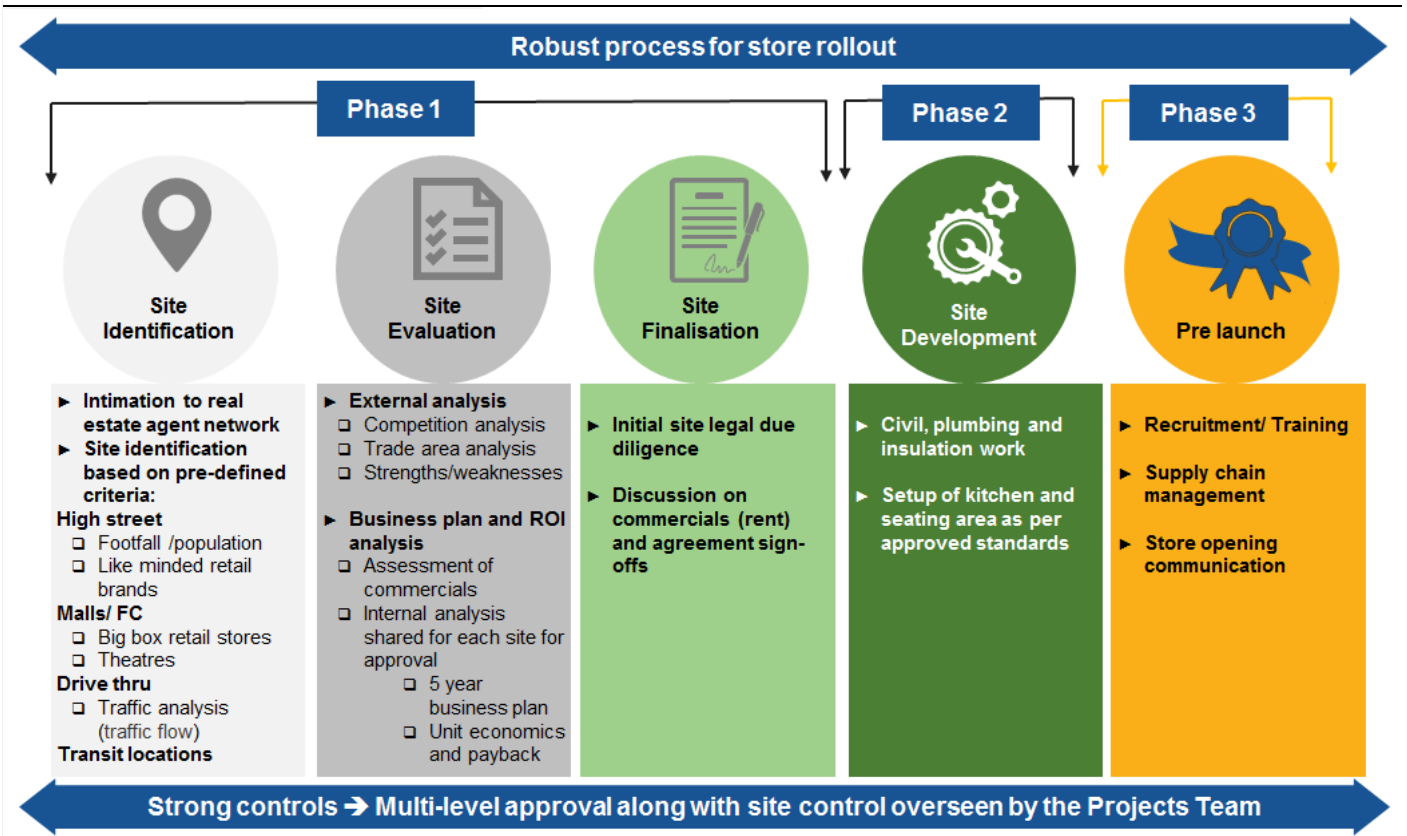 Robust process for store rollout
Phase 1
Phase 2
Phase 3
Site
Identification
Site
Evaluation
Site
Finalisation
Site
Development
Pre launch
► Intimation to real
estate agent network
► Site identification
based on pre-defined
criteria:
High street
❑ Footfall /population
❑ Like minded retail
brands
Malls/ FC
❑ Big box retail stores
❑ Theatres
Drive thru
❑ Traffic analysis
(traffic flow)
Transit locations
► External analysis
❑ Competition analysis
❑ Trade area analysis
❑ Strengths/weaknesses
► Business plan and ROI
analysis
❑ Assessment of
commercials
❑ Internal analysis
shared for each site for
approval
❑ 5 year
business plan
❑ Unit economics
and payback
► Initial site legal due
diligence
► Discussion on
commercials (rent)
and agreement sign-
offs
► Civil, plumbing and
insulation work
► Setup of kitchen and
seating area as per
approved standards
► Recruitment/ Training
► Supply chain
management
► Store opening
communication
Strong controls ➔ Multi-level approval along with site control overseen by the Projects Team